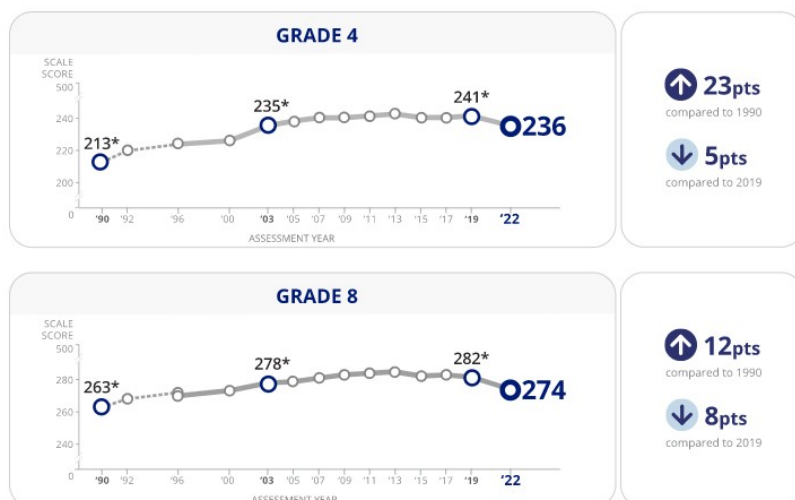 GRADE 4
SCALE
SCORE
500
240
220
200
0
213*
235*
241*
236
'90 '92 '96 '00 '03 '05 '07 '09 '11 '13 '15 '17 '19 '22
ASSESSMENT YEAR
23pts
compared to 1990
5pts
compared to 2019
GRADE 8
SCALE
SCORE
500
280
260
240
0
263*
278*
282*
274
'90 '92 '96 '00 '03 '05 '07 '09 '11 '13 '15 '17 '19 '22
ASSESSMENT YEAR
12pts
compared to 1990
8pts
compared to 2019